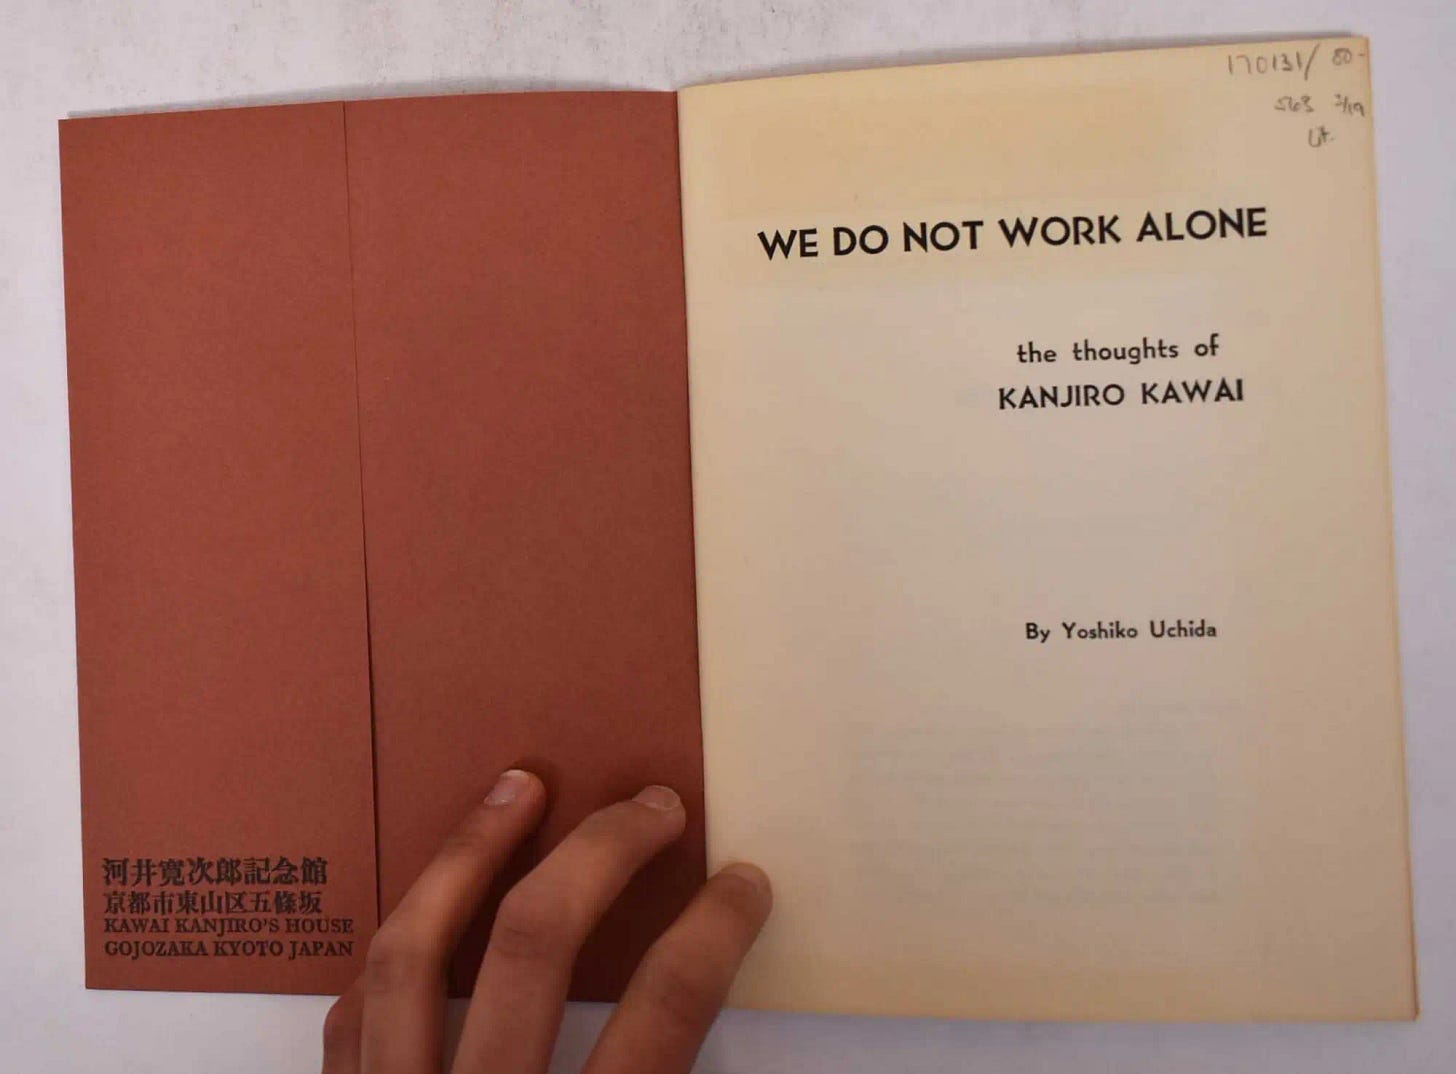 河井寬次郎記念館
京都市東山区五條坂
KAWAI KANJIRO'S HOUSE
GOJOZAKA KYOTO JAPAN
170131/ 80-
WE DO NOT WORK ALONE
the thoughts of
KANJIRO KAWAI
By Yoshiko Uchida